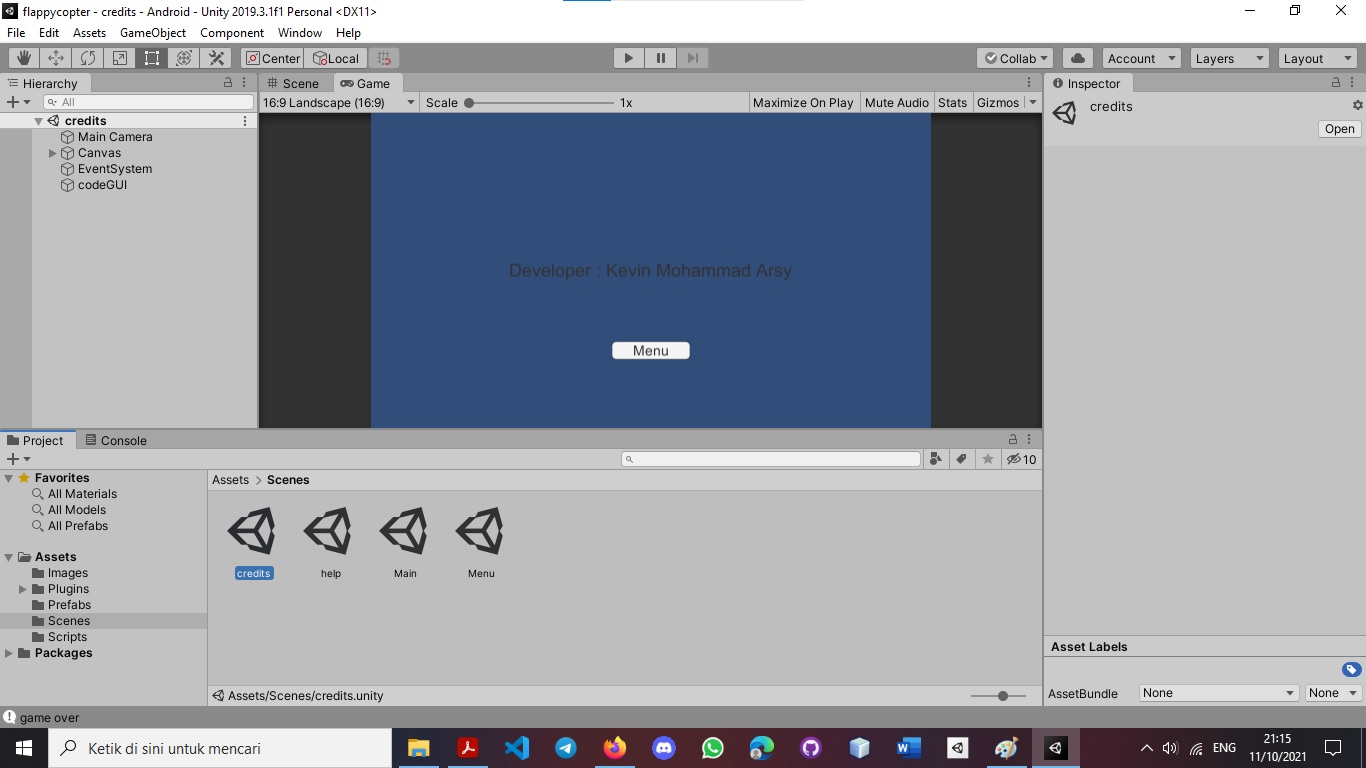 flappycopter - credits - Android - Unity 2019.3.1f1 Personal <DX11>
File Edit Assets GameObject Component Window Help
Center Local Collab Account Layers Layout
Hierarchy
All
credits
Main Camera
Canvas
EventSystem
codeGUI
Scene Game
16:9 Landscape (16:9) Scale 1x Maximize On Play Mute Audio Stats Gizmos
Developer : Kevin Mohammad Arsy
Menu
Inspector
credits
Open
Project Console
10
Favorites
All Materials
All Models
All Prefabs
Assets
Images
Plugins
Prefabs
Scenes
Scripts
Packages
Assets > Scenes
credits help Main Menu
Assets/Scenes/credits.unity
Asset Labels
AssetBundle None None
game over
Ketik di sini untuk mencari
ENG
21:15
11/10/2021